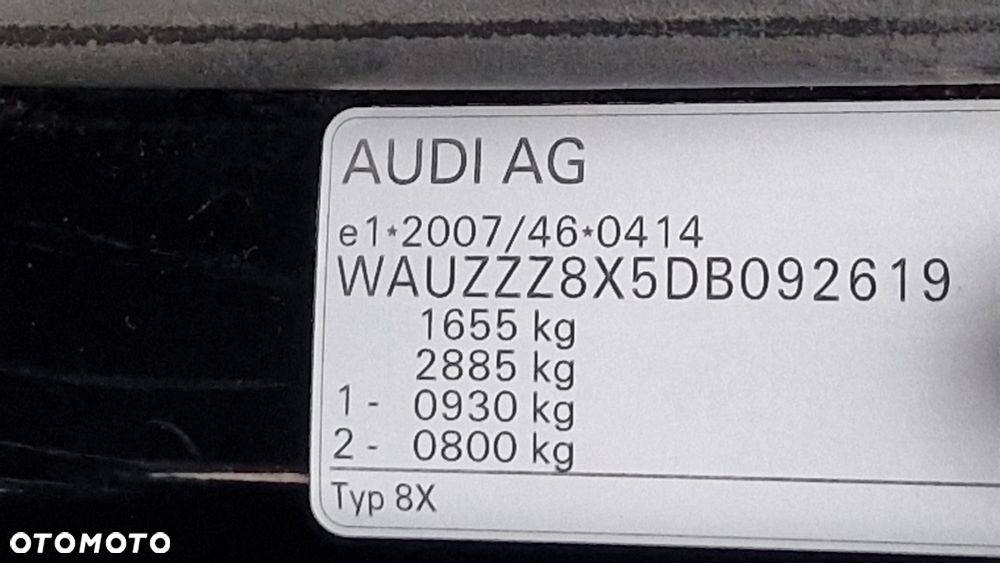 AUDI AG
e1*2007/46*0414
WAUZZZ8X5DB092619
1655 kg
2885 kg
1- 0930 kg
2- 0800 kg
Typ 8X
OTOMOTO